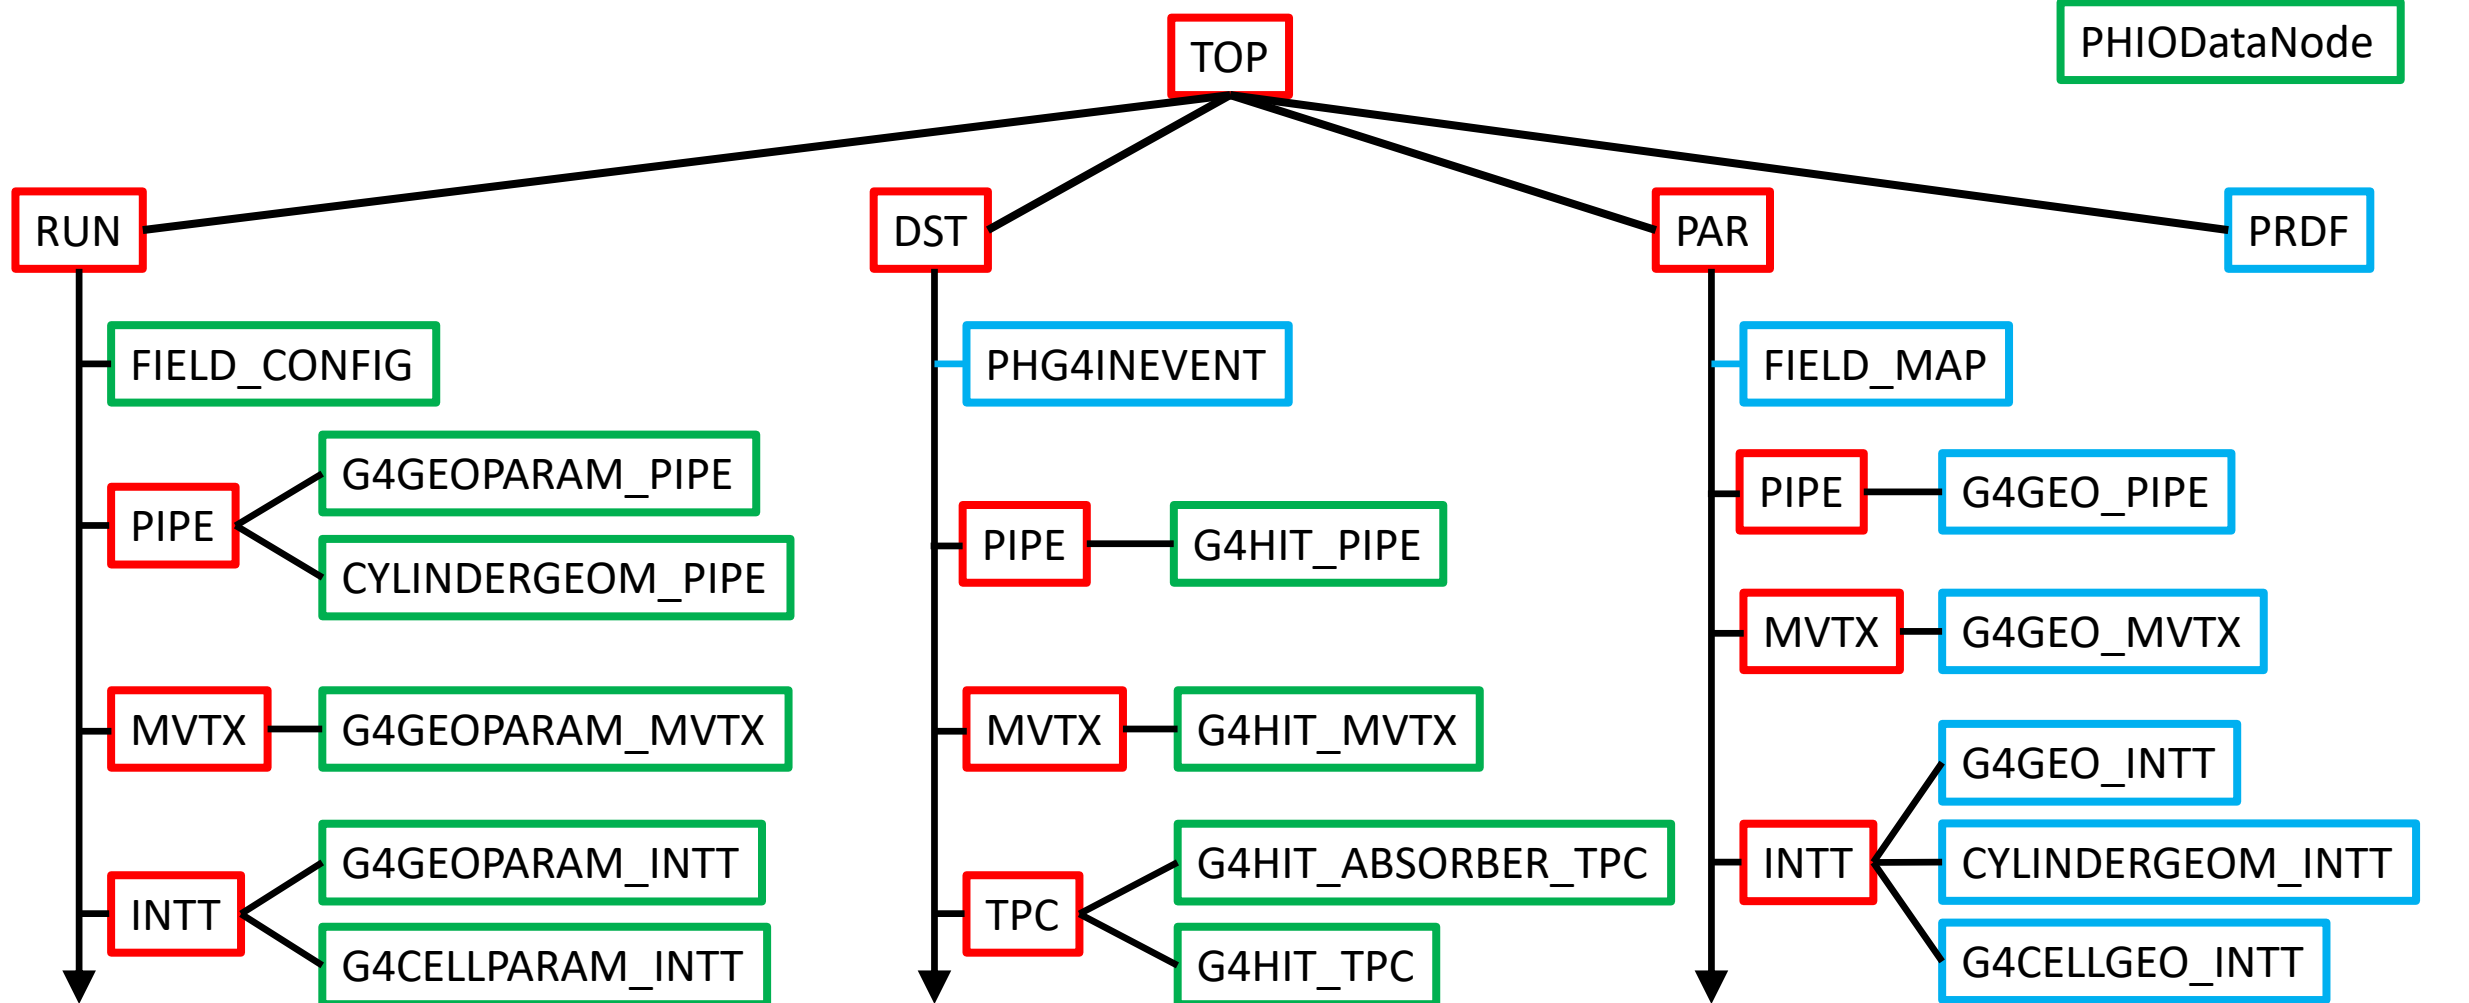 TOP
PHIODataNode
RUN
DST
PAR
PRDF
FIELD_CONFIG
PIPE
G4GEOPARAM_PIPE
CYLINDERGEOM_PIPE
MVTX
G4GEOPARAM_MVTX
INTT
G4GEOPARAM_INTT
G4CELLPARAM_INTT
PHG4INEVENT
PIPE
G4HIT_PIPE
MVTX
G4HIT_MVTX
TPC
G4HIT_ABSORBER_TPC
G4HIT_TPC
FIELD_MAP
PIPE
G4GEO_PIPE
MVTX
G4GEO_MVTX
INTT
G4GEO_INTT
CYLINDERGEOM_INTT
G4CELLGEO_INTT